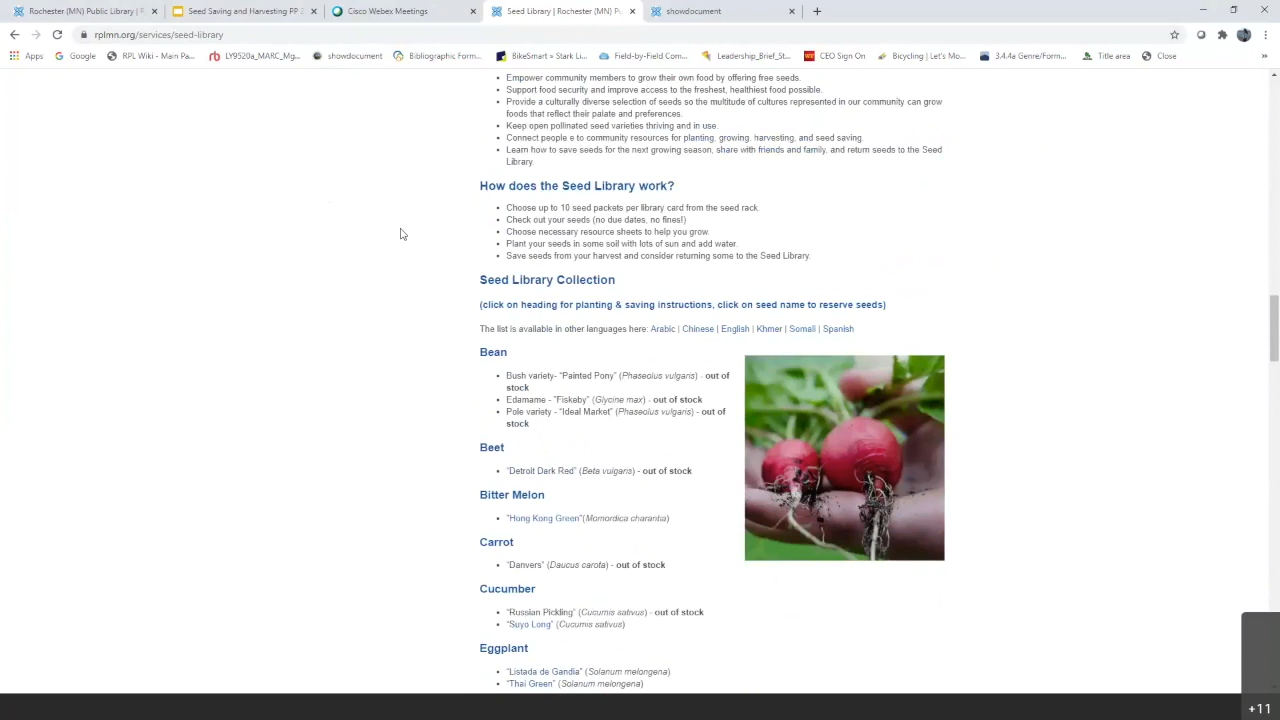 Rochester (MN) Public Library |
Seed Saving and Harvesting PP
Cisco Webex Meetings
Seed Library | Rochester (MN) Pu
showdocument
rplmn.org/services/seed-library
Apps
Google
RPL Wiki - Main Pa...
LY9520a_MARC_Mg...
showdocument
Bibliographic Form...
BikeSmart = Stark Li...
Field-by-Field Com...
Leadership_Brief_St...
CEO Sign On
Bicycling | Let's Mo...
3.4.4a Genre/Form...
Title area
Close
»
• Empower community members to grow their own food by offering free seeds.
• Support food security and improve access to the freshest, healthiest food possible.
• Provide a culturally diverse selection of seeds so the multitude of cultures represented in our community can grow
foods that reflect their palate and preferences.
• Keep open pollinated seed varieties thriving and in use.
• Connect people e to community resources for planting, growing, harvesting, and seed saving.
• Learn how to save seeds for the next growing season, share with friends and family, and return seeds to the Seed
Library.
How does the Seed Library work?
• Choose up to 10 seed packets per library card from the seed rack.
• Check out your seeds (no due dates, no fines!)
• Choose necessary resource sheets to help you grow.
• Plant your seeds in some soil with lots of sun and add water.
• Save seeds from your harvest and consider returning some to the Seed Library.
Seed Library Collection
(click on heading for planting & saving instructions, click on seed name to reserve seeds)
The list is available in other languages here: Arabic | Chinese | English | Khmer | Somali | Spanish
Bean
• Bush variety- “Painted Pony” (Phaseolus vulgaris) - out of
stock
• Edamame - "Fiskeby” (Glycine max) - out of stock
• Pole variety - “Ideal Market” (Phaseolus vulgaris) - out of
stock
Beet
• “Detroit Dark Red” (Beta vulgaris) - out of stock
Bitter Melon
• "Hong Kong Green"(Momordica charantia)
Carrot
• "Danvers” (Daucus carota) - out of stock
Cucumber
• “Russian Pickling” (Cucumis sativus) - out of stock
• “Suyo Long” (Cucumis sativus)
Eggplant
• “Listada de Gandia” (Solanum melongena)
• “Thai Green” (Solanum melongena)
+11